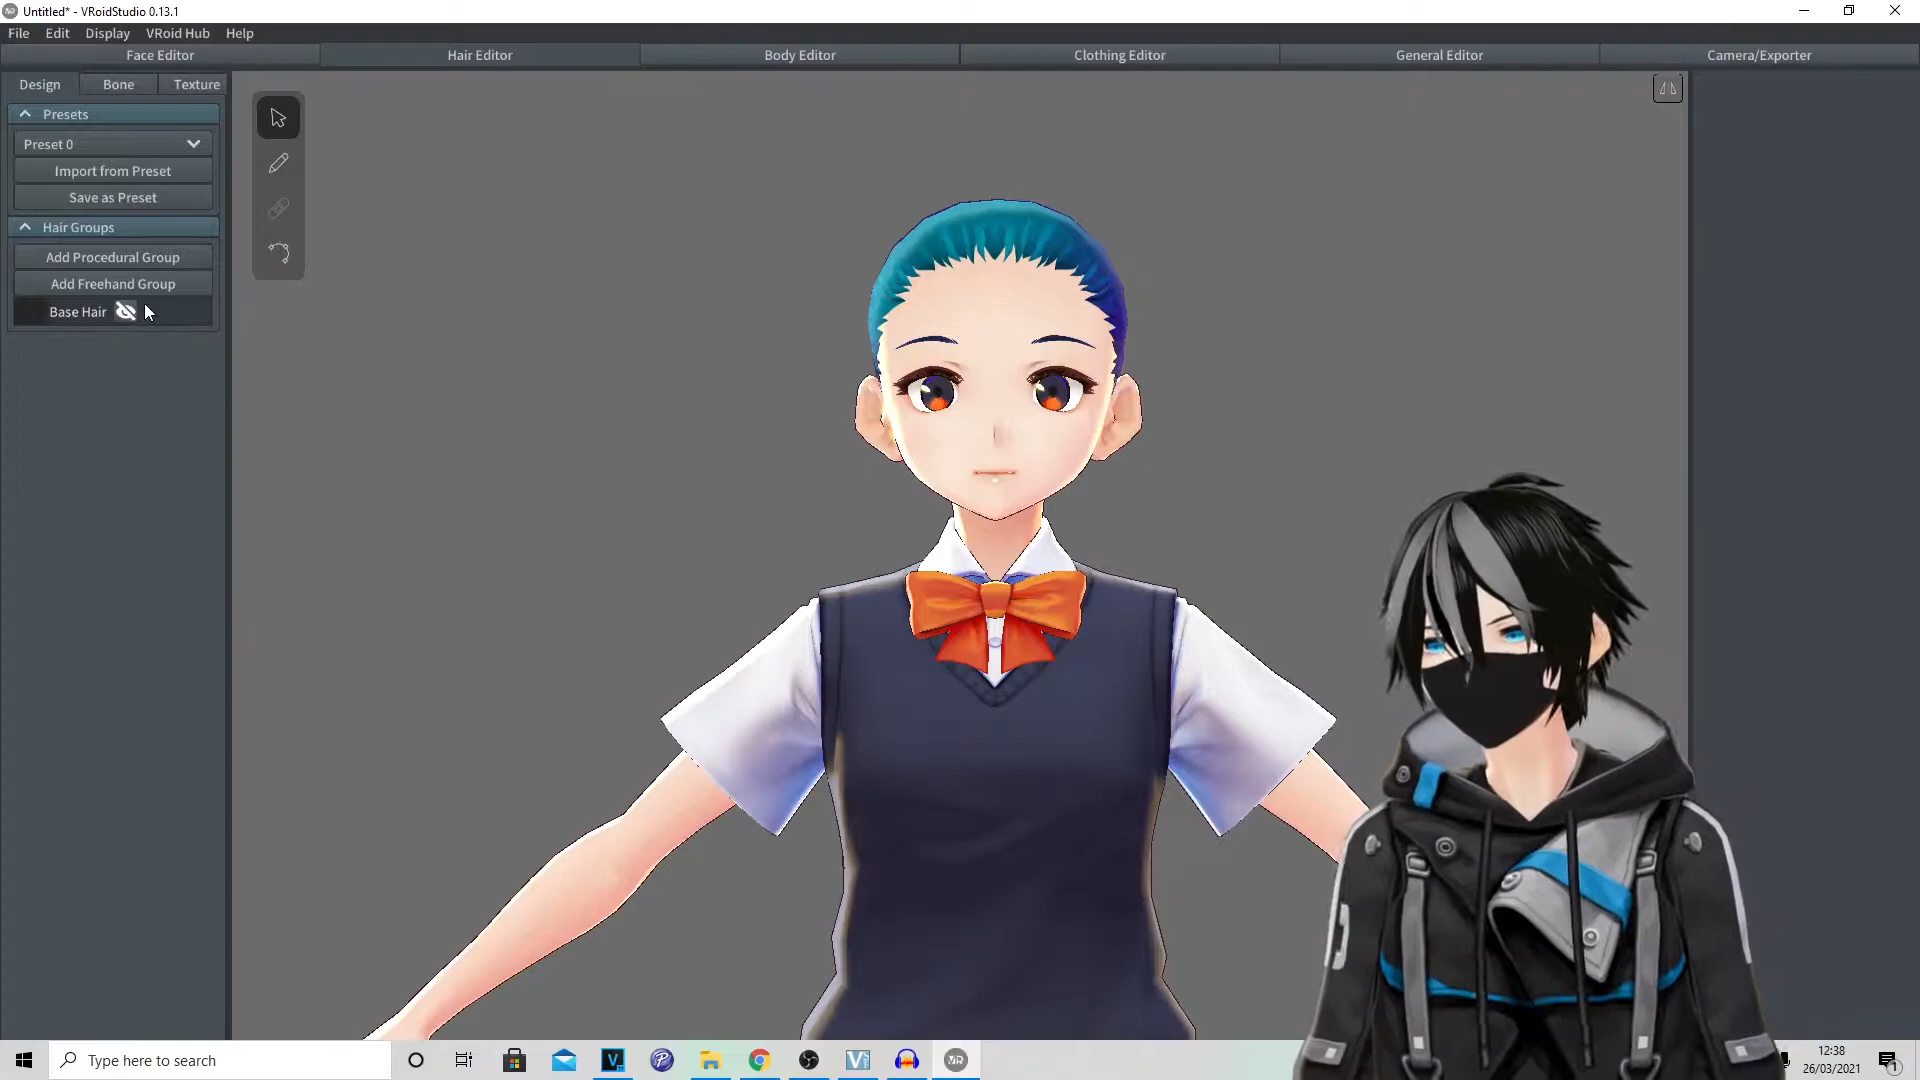 Untitled* - VRoidStudio 0.13.1
File Edit Display VRoid Hub Help
Face Editor Hair Editor Body Editor Clothing Editor General Editor Camera/Exporter
Design Bone Texture
Presets
Preset 0
Import from Preset
Save as Preset
Hair Groups
Add Procedural Group
Add Freehand Group
Base Hair
Type here to search
12:38
26/03/2021